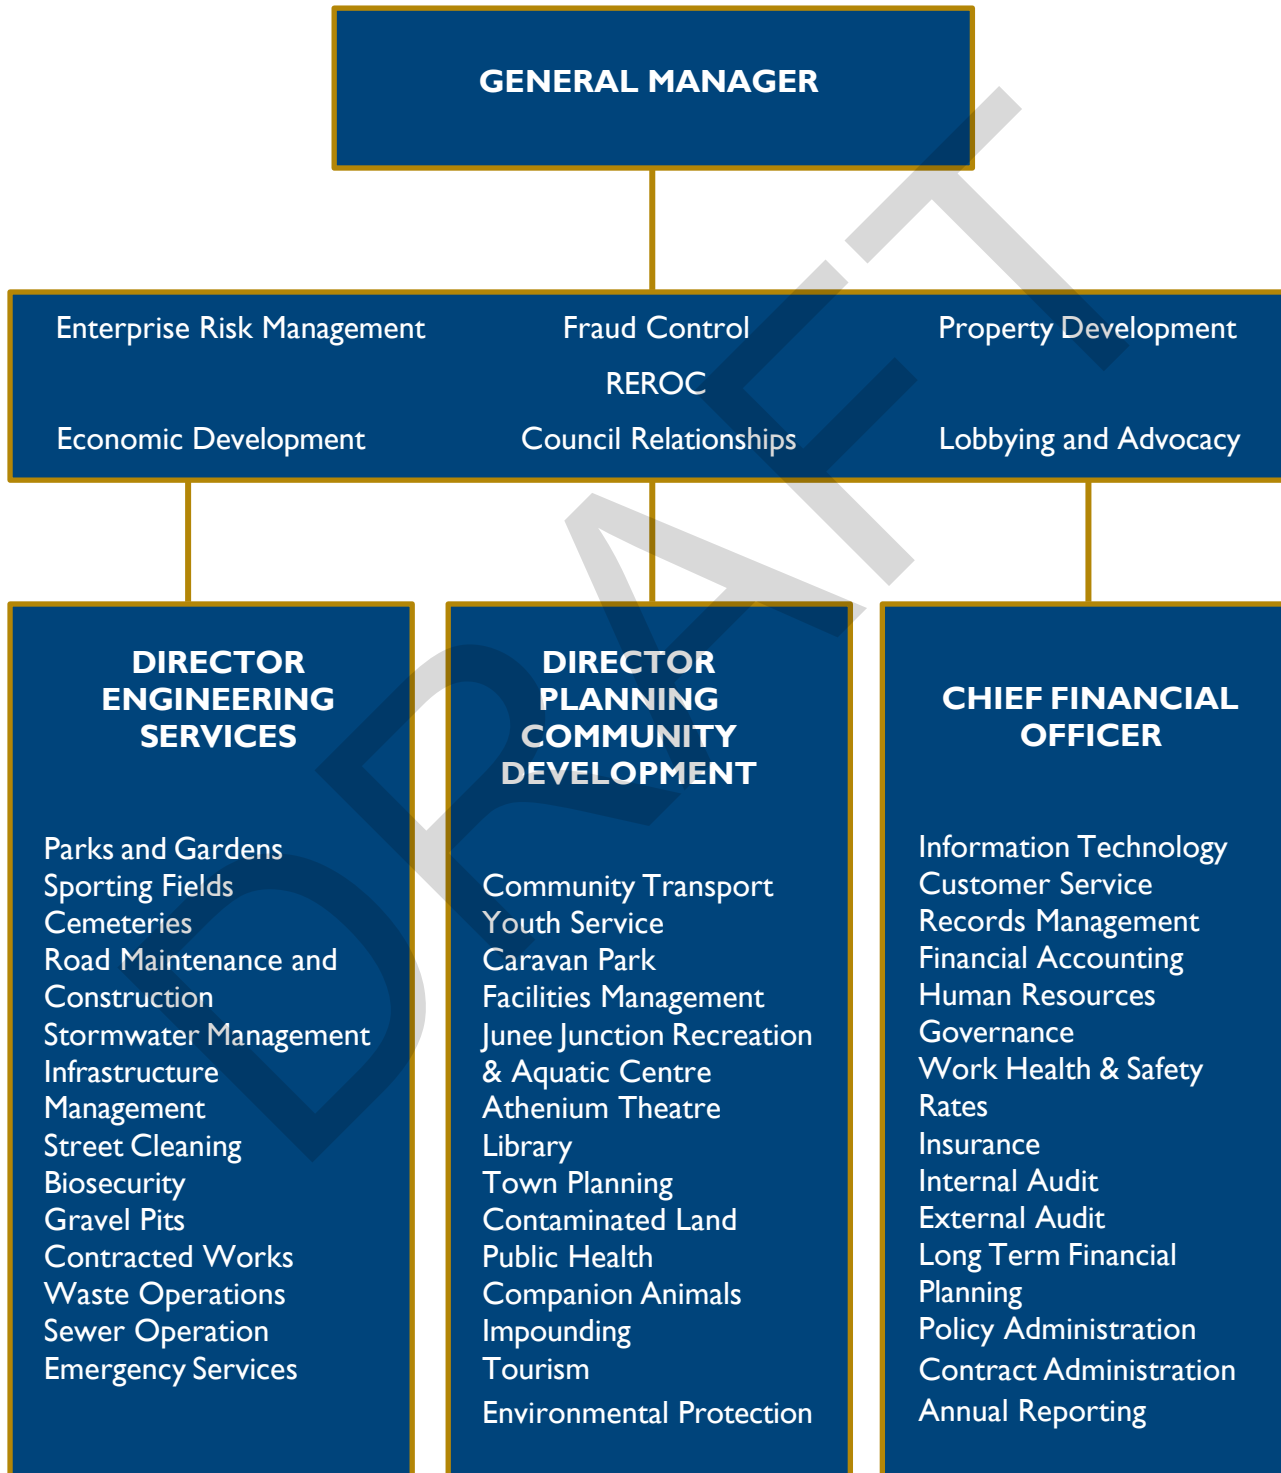 GENERAL MANAGER
Enterprise Risk Management Fraud Control Property Development
REROC
Economic Development Council Relationships Lobbying and Advocacy
DIRECTOR
ENGINEERING
SERVICES
Parks and Gardens
Sporting Fields
Cemeteries
Road Maintenance and
Construction
Stormwater Management
Infrastructure
Management
Street Cleaning
Biosecurity
Gravel Pits
Contracted Works
Waste Operations
Sewer Operation
Emergency Services
DIRECTOR
PLANNING
COMMUNITY
DEVELOPMENT
Community Transport
Youth Service
Caravan Park
Facilities Management
Junee Junction Recreation
& Aquatic Centre
Athenium Theatre
Library
Town Planning
Contaminated Land
Public Health
Companion Animals
Impounding
Tourism
Environmental Protection
CHIEF FINANCIAL
OFFICER
Information Technology
Customer Service
Records Management
Financial Accounting
Human Resources
Governance
Work Health & Safety
Rates
Insurance
Internal Audit
External Audit
Long Term Financial
Planning
Policy Administration
Contract Administration
Annual Reporting
DRAFT